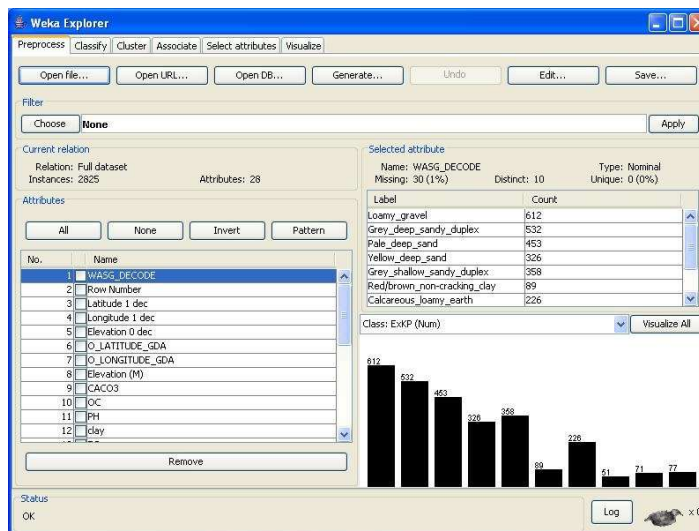 Weka Explorer
Preprocess Classify Cluster Associate Select attributes Visualize
Open file... Open URL... Open DB... Generate... Undo Edit... Save...
Filter
Choose None Apply
Current relation
Relation: Full dataset
Instances: 2825 Attributes: 28
Attributes
All None Invert Pattern
No. Name
1 WASG_DECODE
2 Row Number
3 Latitude 1 dec
4 Longitude 1 dec
5 Elevation 0 dec
6 O_LATITUDE_GDA
7 O_LONGITUDE_GDA
8 Elevation (M)
9 CACO3
10 OC
11 PH
12 clay
Remove
Selected attribute
Name: WASG_DECODE Type: Nominal
Missing: 30 (1%) Distinct: 10 Unique: 0 (0%)
Label Count
Loamy_gravel 612
Grey_deep_sandy_duplex 532
Pale_deep_sand 453
Yellow_deep_sand 326
Grey_shallow_sandy_duplex 358
Red/brown_non-cracking_clay 89
Calcareous_loamy_earth 226
Class: ExKP (Num) Visualize All
612
532
453
326
358
89
226
51
71
77
Status
OK
Log